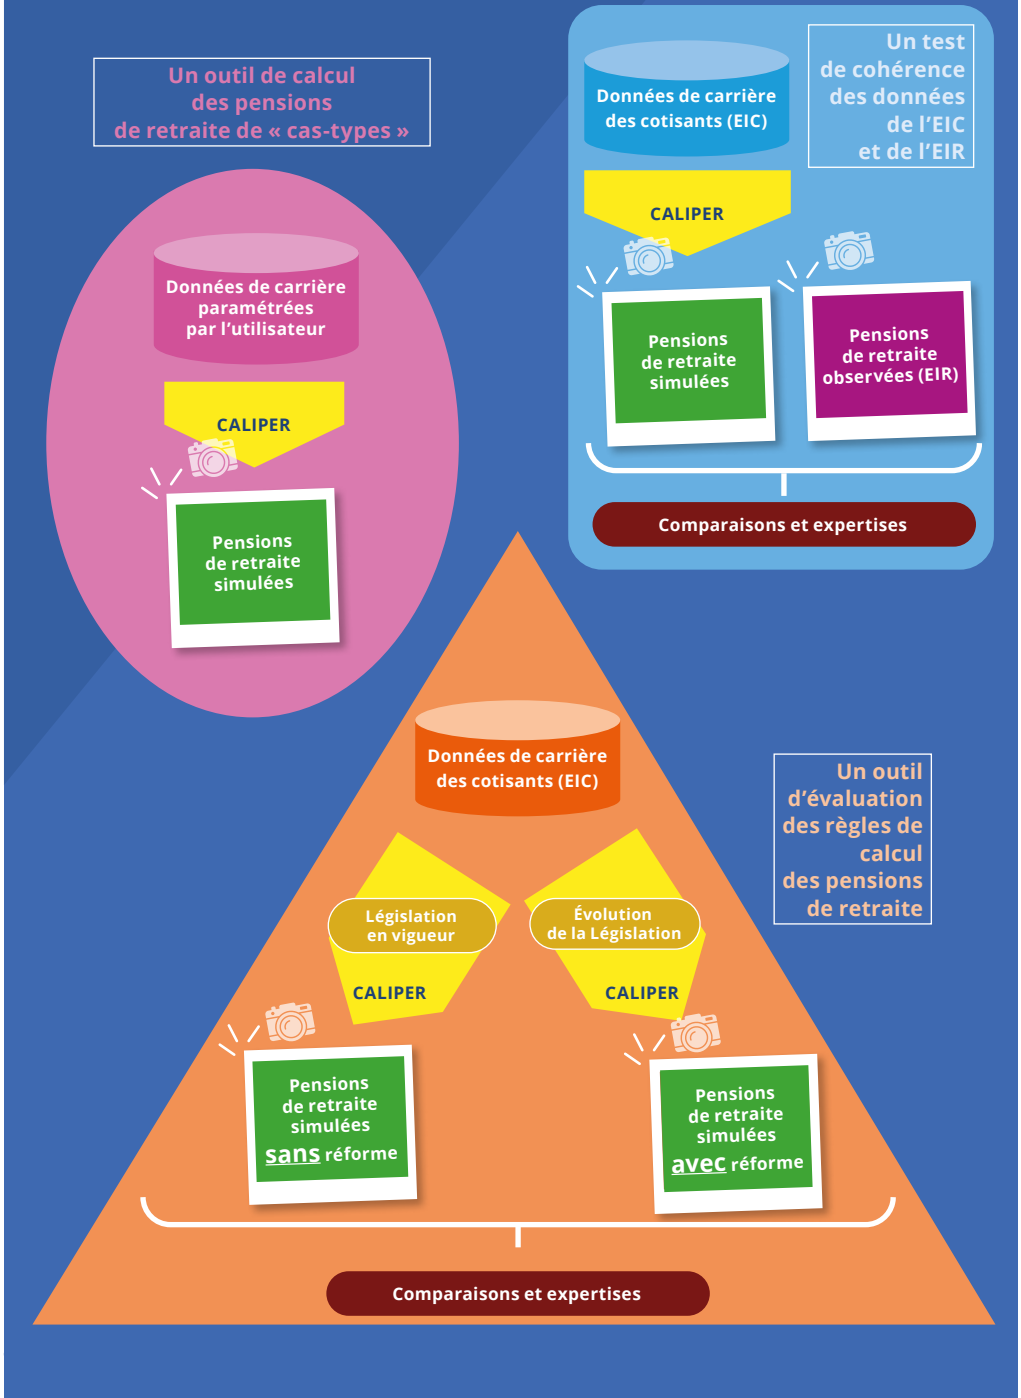 Un outil de calcul
des pensions
de retraite de « cas-types »
Données de carrière
paramétrées
par l’utilisateur
CALIPER
Pensions
de retraite
simulées
Un test
de cohérence
des données
de l’EIC
et de l’EIR
Données de carrière
des cotisants (EIC)
CALIPER
Pensions
de retraite
simulées
Pensions
de retraite
observées (EIR)
Comparaisons et expertises
Un outil
d’évaluation
des règles de
calcul
des pensions
de retraite
Données de carrière
des cotisants (EIC)
Législation
en vigueur
CALIPER
Évolution
de la Législation
CALIPER
Pensions
de retraite
simulées
sans réforme
Pensions
de retraite
simulées
avec réforme
Comparaisons et expertises